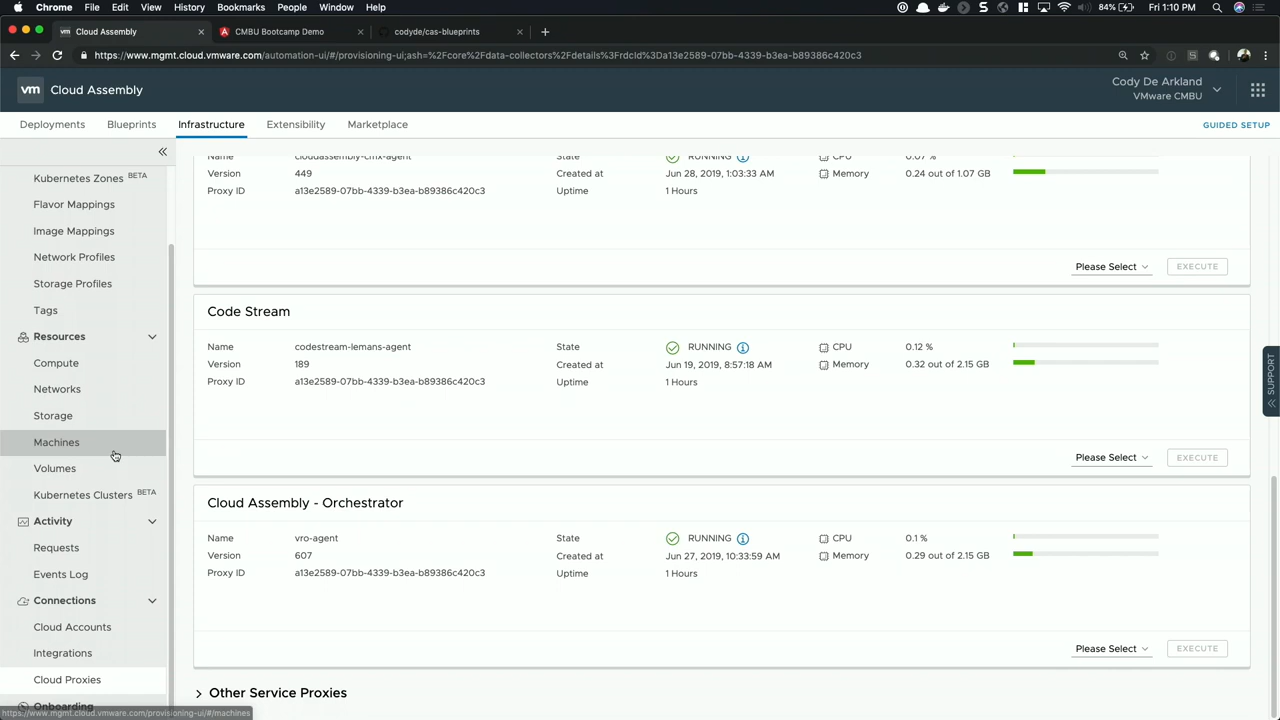 Chrome File Edit View History Bookmarks People Window Help 84% Fri 1:10 PM
vm Cloud Assembly × CMBU Bootcamp Demo × codyde/cas-blueprints × +
https://www.mgmt.cloud.vmware.com/automation-ui/#/provisioning-ui;ash=%2Fcore%2Fdata-collectors%2Fdetails%3FrdcId%3Da13e2589-07bb-4339-b3ea-b89386c420c3
vm Cloud Assembly
Cody De Arkland
VMware CMBU
Deployments Blueprints Infrastructure Extensibility Marketplace GUIDED SETUP
Kubernetes Zones BETA
Flavor Mappings
Image Mappings
Network Profiles
Storage Profiles
Tags
Resources
Compute
Networks
Storage
Machines
Volumes
Kubernetes Clusters BETA
Activity
Requests
Events Log
Connections
Cloud Accounts
Integrations
Cloud Proxies
Onboarding
https://www.mgmt.cloud.vmware.com/provisioning-ui/#/machines
Name cloudassembly-cmx-agent State RUNNING CPU 0.07 %
Version 449 Created at Jun 28, 2019, 1:03:33 AM Memory 0.24 out of 1.07 GB
Proxy ID a13e2589-07bb-4339-b3ea-b89386c420c3 Uptime 1 Hours
Please Select EXECUTE
Code Stream
Name codestream-lemans-agent State RUNNING CPU 0.12 %
Version 189 Created at Jun 19, 2019, 8:57:18 AM Memory 0.32 out of 2.15 GB
Proxy ID a13e2589-07bb-4339-b3ea-b89386c420c3 Uptime 1 Hours
Please Select EXECUTE
Cloud Assembly - Orchestrator
Name vro-agent State RUNNING CPU 0.1 %
Version 607 Created at Jun 27, 2019, 10:33:59 AM Memory 0.29 out of 2.15 GB
Proxy ID a13e2589-07bb-4339-b3ea-b89386c420c3 Uptime 1 Hours
Please Select EXECUTE
Other Service Proxies
SUPPORT